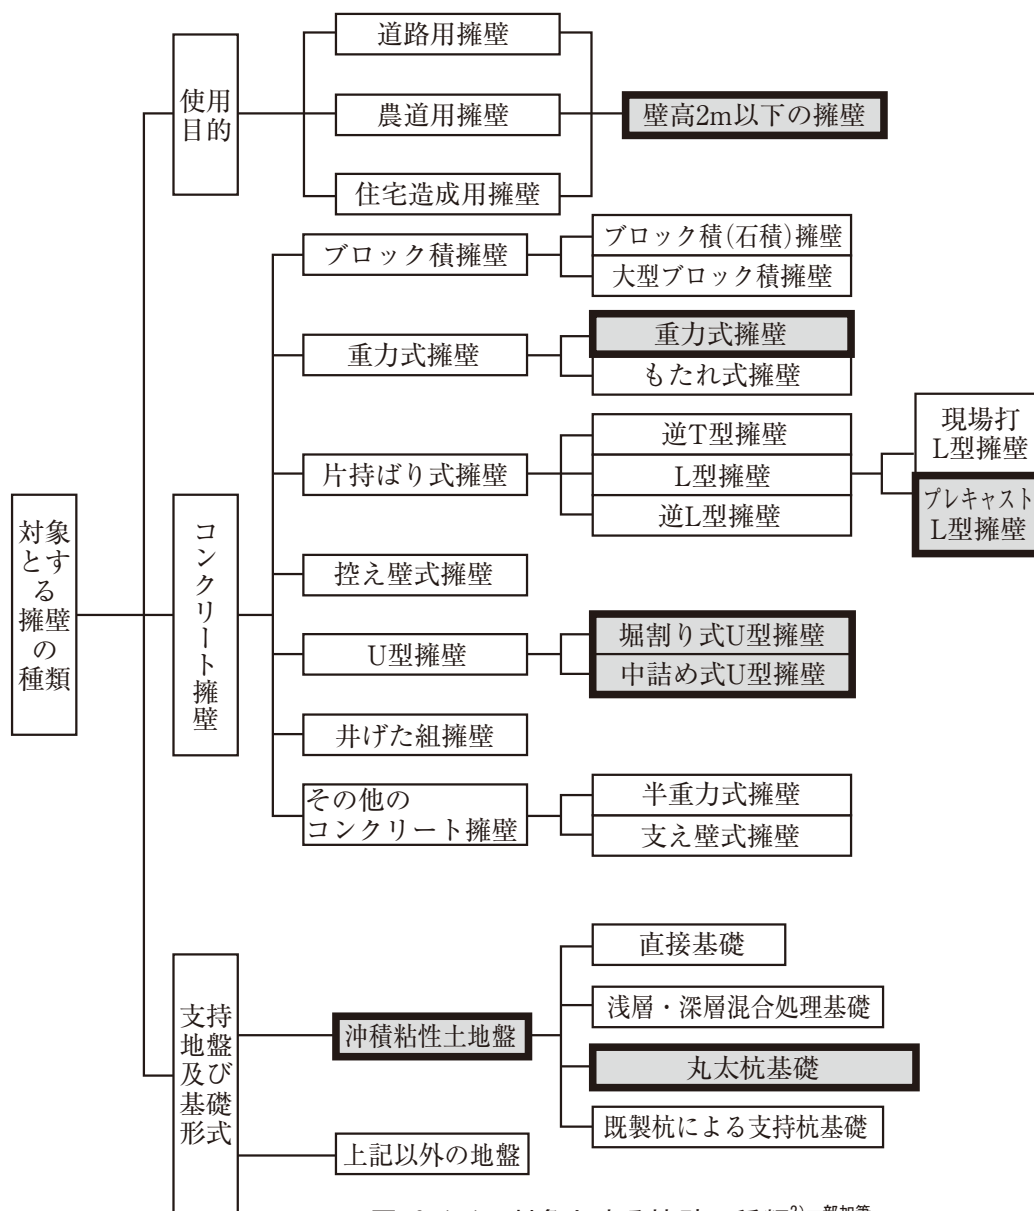 対象
とす
る
擁壁
の
種類
使用
目的
道路用擁壁
農道用擁壁
住宅造成用擁壁
壁高2m以下の擁壁
コンクリート擁壁
ブロック積擁壁
ブロック積(石積)擁壁
大型ブロック積擁壁
重力式擁壁
重力式擁壁
もたれ式擁壁
片持ばり式擁壁
逆T型擁壁
L型擁壁
逆L型擁壁
現場打
L型擁壁
プレキャスト
L型擁壁
控え壁式擁壁
U型擁壁
堀割り式U型擁壁
中詰め式U型擁壁
井げた組擁壁
その他の
コンクリート擁壁
半重力式擁壁
支え壁式擁壁
支持
地盤
及び
基礎
形式
沖積粘性土地盤
直接基礎
浅層・深層混合処理基礎
丸太杭基礎
既製杭による支持杭基礎
上記以外の地盤